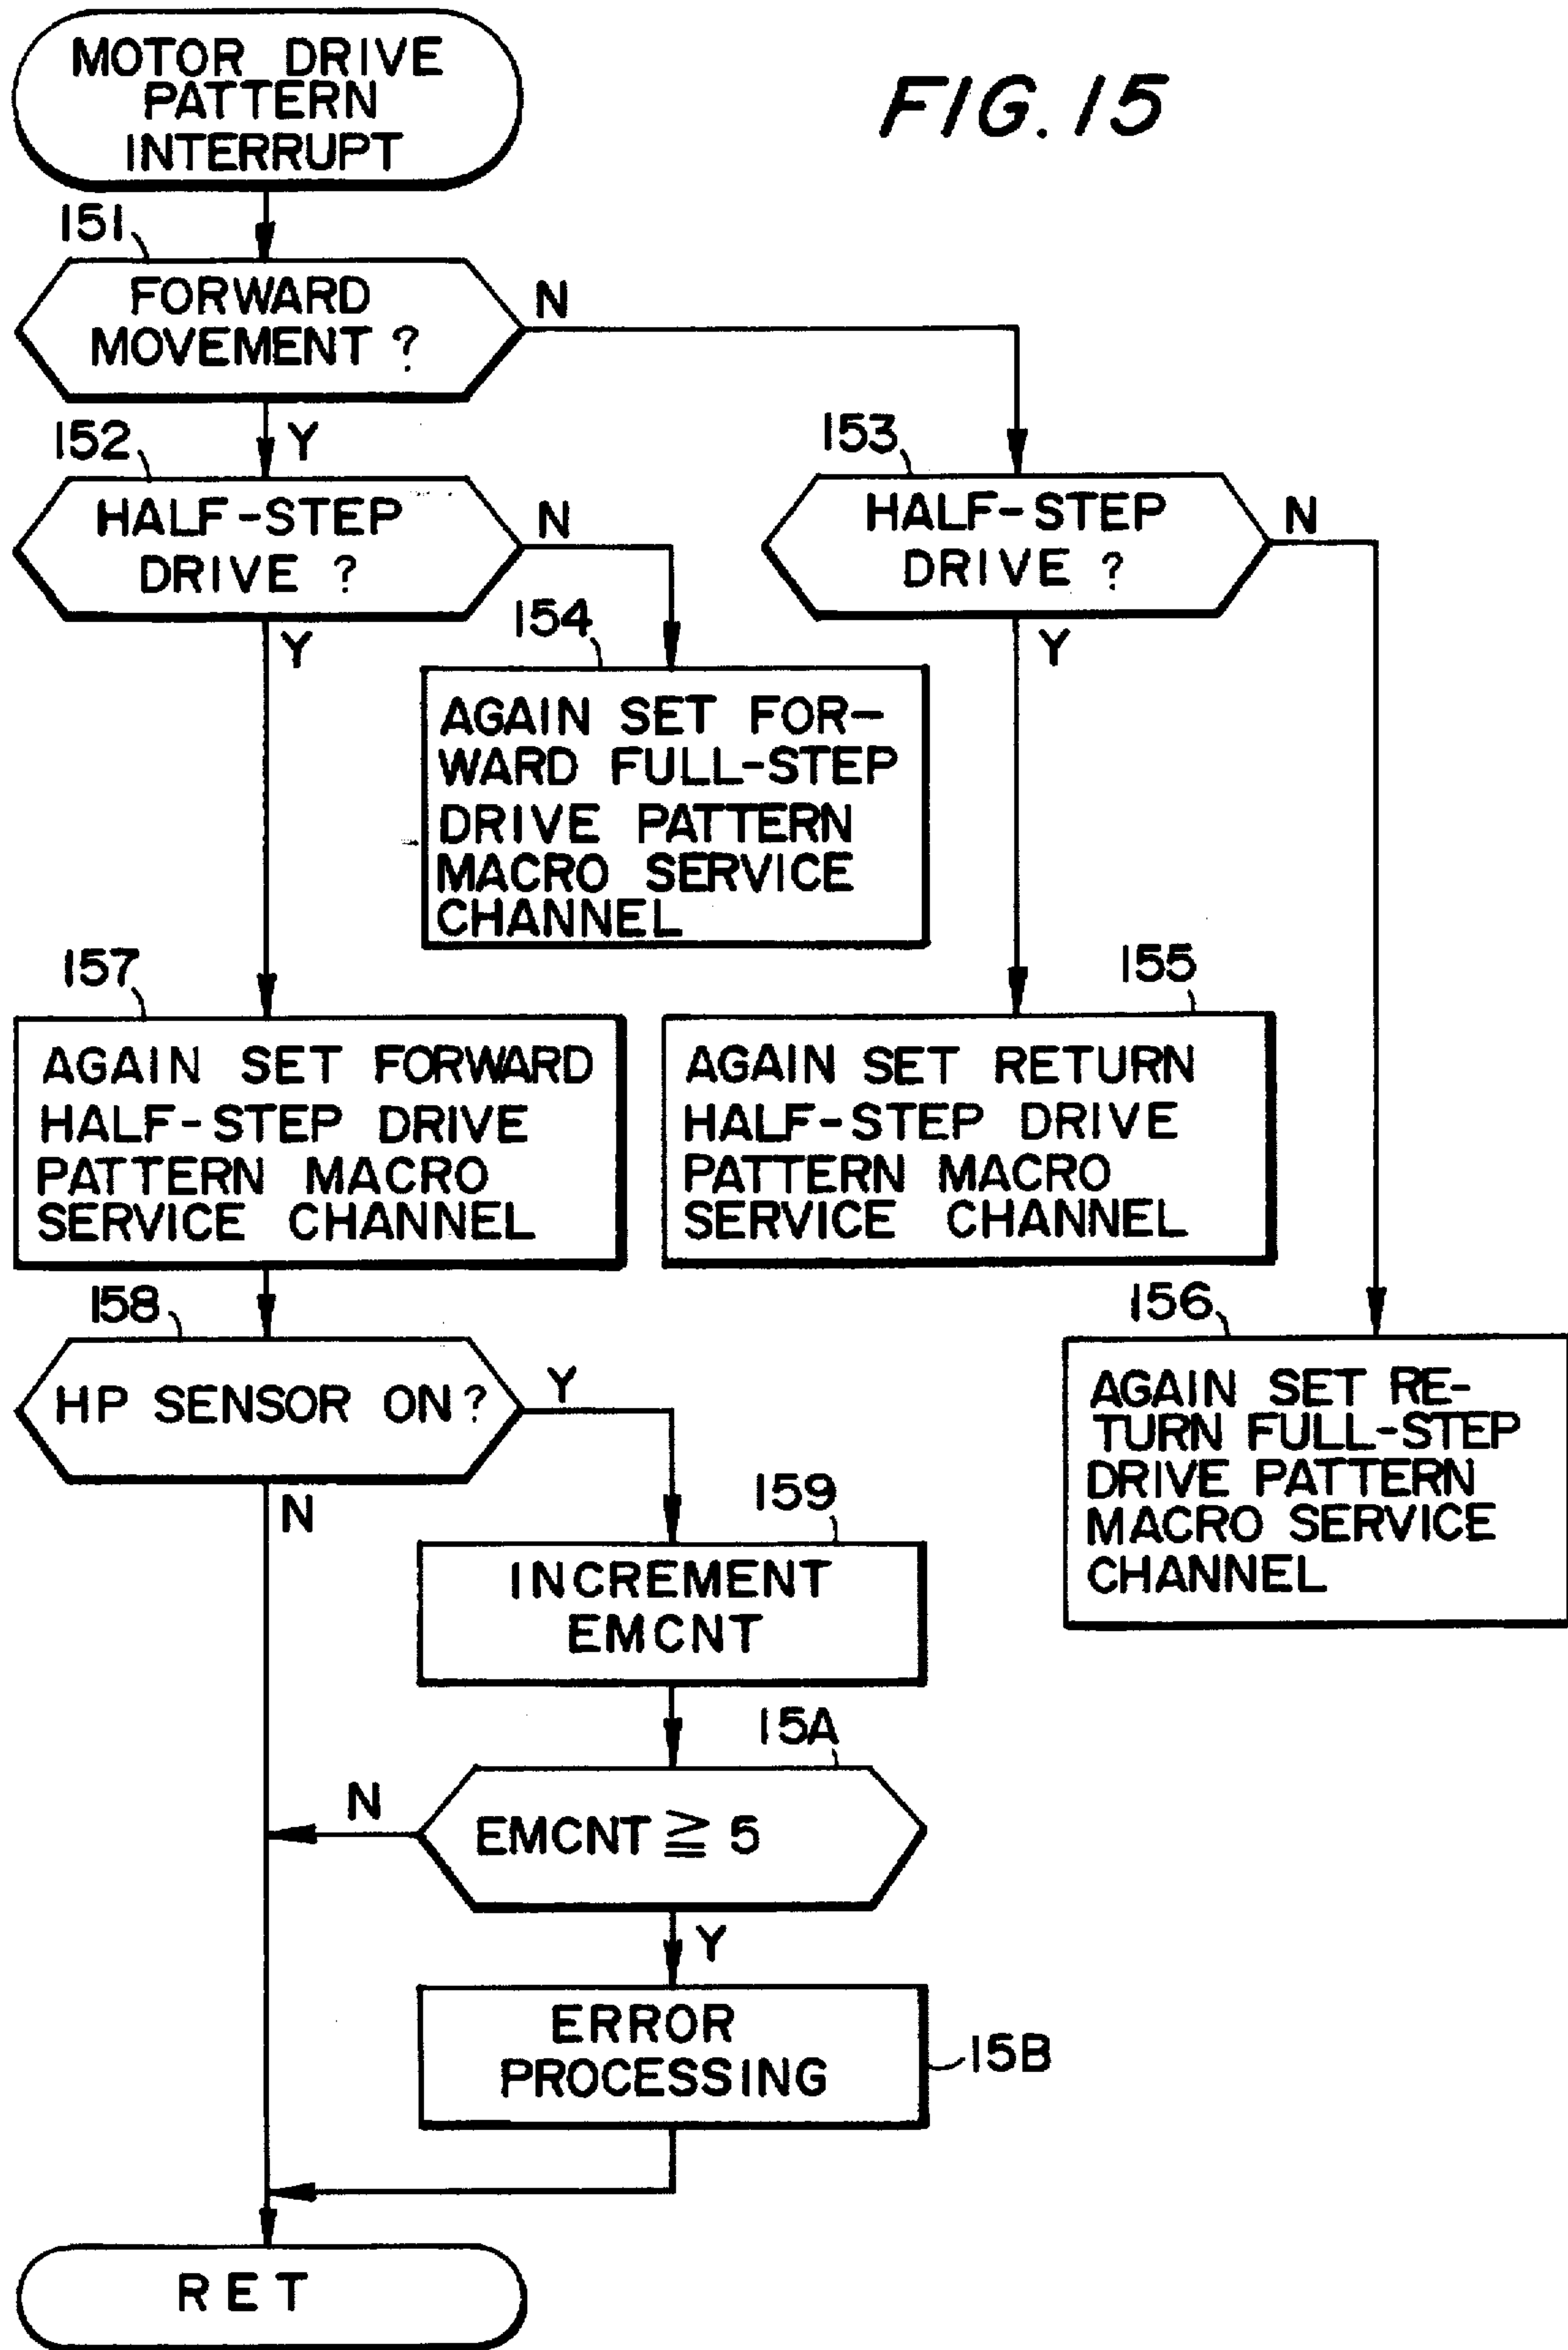 MOTOR DRIVE
PATTERN
INTERRUPT
FIG. 15
151
FORWARD
MOVEMENT ?
N
Y
152
HALF-STEP
DRIVE ?
N
Y
153
HALF-STEP
DRIVE ?
N
Y
154
AGAIN SET FOR-
WARD FULL-STEP
DRIVE PATTERN
MACRO SERVICE
CHANNEL
157
AGAIN SET FORWARD
HALF-STEP DRIVE
PATTERN MACRO
SERVICE CHANNEL
155
AGAIN SET RETURN
HALF-STEP DRIVE
PATTERN MACRO
SERVICE CHANNEL
156
AGAIN SET RE-
TURN FULL-STEP
DRIVE PATTERN
MACRO SERVICE
CHANNEL
158
HP SENSOR ON ?
Y
N
159
INCREMENT
EMCNT
15A
EMCNT ≧ 5
N
Y
ERROR
PROCESSING
15B
RET